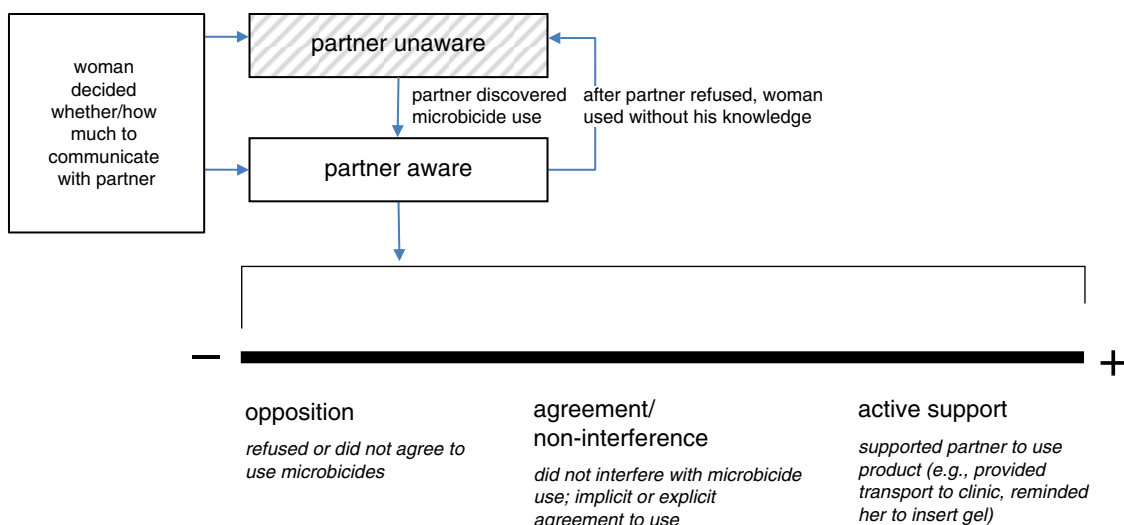 woman
decided
whether/how
much to
communicate
with partner
partner unaware
partner discovered
microbicide use
after partner refused, woman
used without his knowledge
partner aware
–
+
opposition
refused or did not agree to
use microbicides
agreement/
non-interference
did not interfere with microbicide
use; implicit or explicit
agreement to use
active support
supported partner to use
product (e.g., provided
transport to clinic, reminded
her to insert gel)